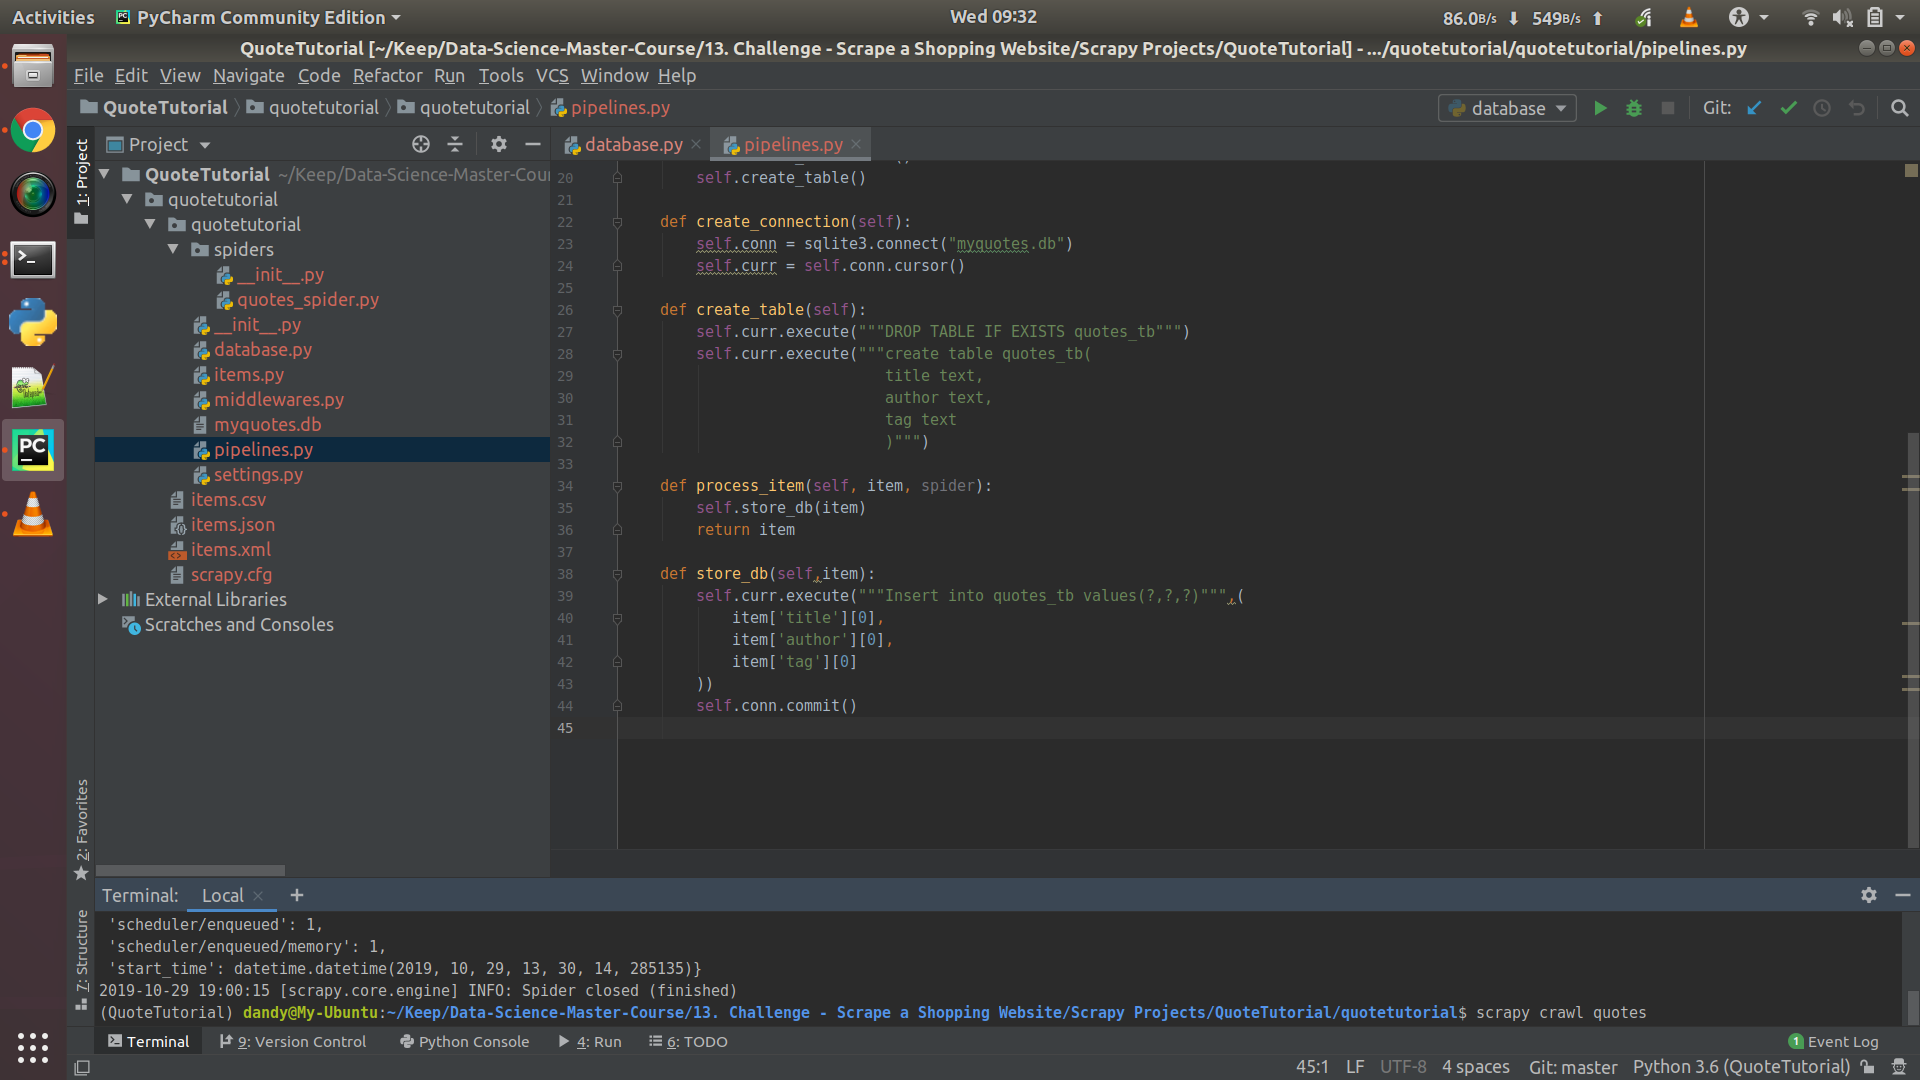 Activities PyCharm Community Edition Wed 09:32 86.0B/s 549B/s
QuoteTutorial [~/Keep/Data-Science-Master-Course/13. Challenge - Scrape a Shopping Website/Scrapy Projects/QuoteTutorial] - .../quotetutorial/quotetutorial/pipelines.py
File Edit View Navigate Code Refactor Run Tools VCS Window Help
QuoteTutorial quotetutorial quotetutorial pipelines.py database Git:
1: Project
Project
QuoteTutorial ~/Keep/Data-Science-Master-Cour
quotetutorial
quotetutorial
spiders
__init__.py
quotes_spider.py
__init__.py
database.py
items.py
middlewares.py
myquotes.db
pipelines.py
settings.py
items.csv
items.json
items.xml
scrapy.cfg
External Libraries
Scratches and Consoles
2: Favorites
7: Structure
database.py pipelines.py
20 self.create_table()
21
22 def create_connection(self):
23 self.conn = sqlite3.connect("myquotes.db")
24 self.curr = self.conn.cursor()
25
26 def create_table(self):
27 self.curr.execute("""DROP TABLE IF EXISTS quotes_tb""")
28 self.curr.execute("""create table quotes_tb(
29 title text,
30 author text,
31 tag text
32 )""")
33
34 def process_item(self, item, spider):
35 self.store_db(item)
36 return item
37
38 def store_db(self,item):
39 self.curr.execute("""Insert into quotes_tb values(?,?,?)""",(
40 item['title'][0],
41 item['author'][0],
42 item['tag'][0]
43 ))
44 self.conn.commit()
45
Terminal: Local
'scheduler/enqueued': 1,
'scheduler/enqueued/memory': 1,
'start_time': datetime.datetime(2019, 10, 29, 13, 30, 14, 285135)}
2019-10-29 19:00:15 [scrapy.core.engine] INFO: Spider closed (finished)
(QuoteTutorial) dandy@My-Ubuntu:~/Keep/Data-Science-Master-Course/13. Challenge - Scrape a Shopping Website/Scrapy Projects/QuoteTutorial/quotetutorial$ scrapy crawl quotes
Terminal 9: Version Control Python Console 4: Run 6: TODO 1 Event Log
45:1 LF UTF-8 4 spaces Git: master Python 3.6 (QuoteTutorial)